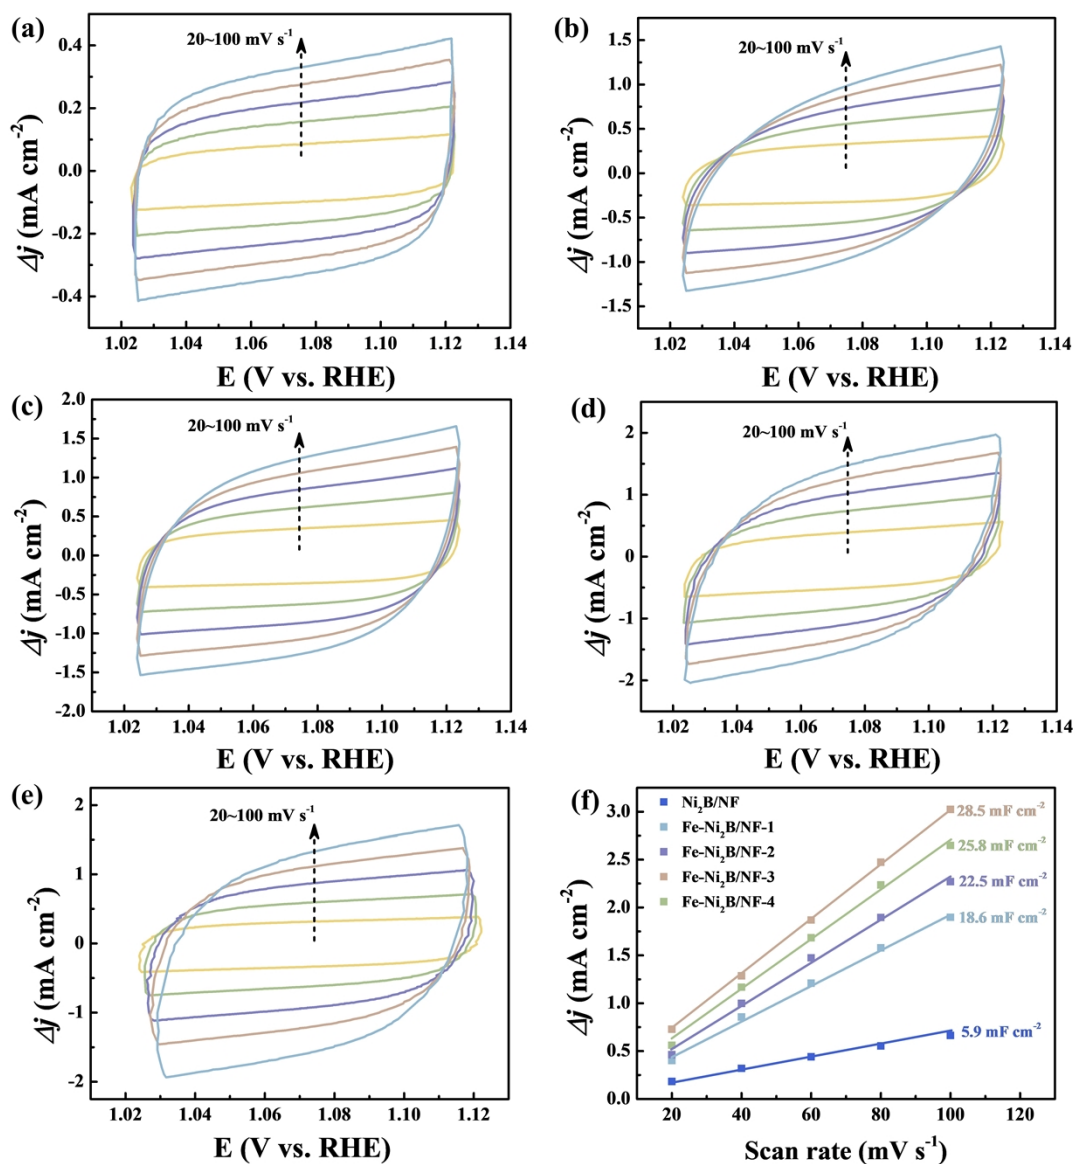 (a)
20~100 mV s⁻¹
0.4
0.2
0.0
-0.2
-0.4
Δj (mA cm⁻²)
1.02 1.04 1.06 1.08 1.10 1.12 1.14
E (V vs. RHE)
(b)
20~100 mV s⁻¹
1.5
1.0
0.5
0.0
-0.5
-1.0
-1.5
Δj (mA cm⁻²)
1.02 1.04 1.06 1.08 1.10 1.12 1.14
E (V vs. RHE)
(c)
20~100 mV s⁻¹
2.0
1.5
1.0
0.5
0.0
-0.5
-1.0
-1.5
-2.0
Δj (mA cm⁻²)
1.02 1.04 1.06 1.08 1.10 1.12 1.14
E (V vs. RHE)
(d)
20~100 mV s⁻¹
2
1
0
-1
-2
Δj (mA cm⁻²)
1.02 1.04 1.06 1.08 1.10 1.12 1.14
E (V vs. RHE)
(e)
20~100 mV s⁻¹
2
1
0
-1
-2
Δj (mA cm⁻²)
1.02 1.04 1.06 1.08 1.10 1.12
E (V vs. RHE)
(f)
Ni₂B/NF
Fe-Ni₂B/NF-1
Fe-Ni₂B/NF-2
Fe-Ni₂B/NF-3
Fe-Ni₂B/NF-4
28.5 mF cm⁻²
25.8 mF cm⁻²
22.5 mF cm⁻²
18.6 mF cm⁻²
5.9 mF cm⁻²
3.0
2.5
2.0
1.5
1.0
0.5
0.0
Δj (mA cm⁻²)
20 40 60 80 100 120
Scan rate (mV s⁻¹)